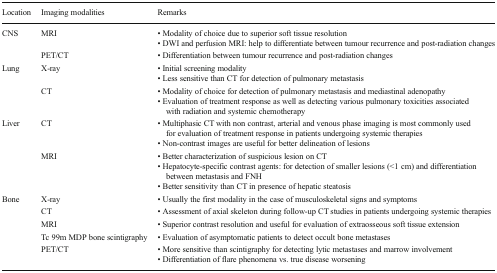 Location Imaging modalities Remarks
CNS MRI • Modality of choice due to superior soft tissue resolution
• DWI and perfusion MRI: help to differentiate between tumour recurrence and post-radiation changes
PET/CT • Differentiation between tumour recurrence and post-radiation changes
Lung X-ray • Initial screening modality
• Less sensitive than CT for detection of pulmonary metastasis
CT • Modality of choice for detection of pulmonary metastasis and mediastinal adenopathy
• Evaluation of treatment response as well as detecting various pulmonary toxicities associated
with radiation and systemic chemotherapy
Liver CT • Multiphasic CT with non contrast, arterial and venous phase imaging is most commonly used
for evaluation of treatment response in patients undergoing systemic therapies
• Non-contrast images are useful for better delineation of lesions
MRI • Better characterization of suspicious lesion on CT
• Hepatocyte-specific contrast agents: for detection of smaller lesions (<1 cm) and differentiation
between metastasis and FNH
• Better sensitivity than CT in presence of hepatic steatosis
Bone X-ray • Usually the first modality in the case of musculoskeletal signs and symptoms
CT • Assessment of axial skeleton during follow-up CT studies in patients undergoing systemic therapies
MRI • Superior contrast resolution and useful for evaluation of extraosseous soft tissue extension
Tc 99m MDP bone scintigraphy • Evaluation of asymptomatic patients to detect occult bone metastases
PET/CT • More sensitive than scintigraphy for detecting lytic metastases and marrow involvement
• Differentiation of flare phenomena vs. true disease worsening